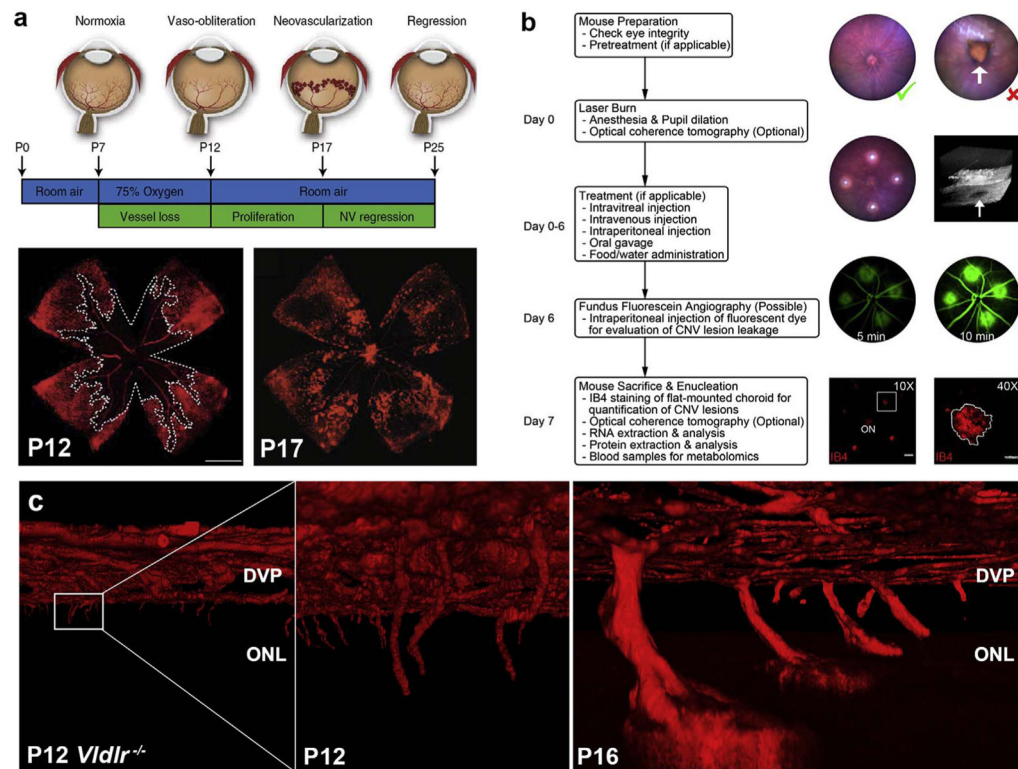 a
Normoxia Vaso-obliteration Neovascularization Regression
P0 P7 P12 P17 P25
Room air 75% Oxygen Room air
Vessel loss Proliferation NV regression
P12
P17
b
Mouse Preparation
- Check eye integrity
- Pretreatment (if applicable)
Day 0
Laser Burn
- Anesthesia & Pupil dilation
- Optical coherence tomography (Optional)
Day 0-6
Treatment (if applicable)
- Intravitreal injection
- Intravenous injection
- Intraperitoneal injection
- Oral gavage
- Food/water administration
Day 6
Fundus Fluorescein Angiography (Possible)
- Intraperitoneal injection of fluorescent dye
for evaluation of CNV lesion leakage
5 min
10 min
Day 7
Mouse Sacrifice & Enucleation
- IB4 staining of flat-mounted choroid for
quantification of CNV lesions
- Optical coherence tomography (Optional)
- RNA extraction & analysis
- Protein extraction & analysis
- Blood samples for metabolomics
10X
ON
IB4
40X
IB4
c
DVP
ONL
P12 Vldlr-/-
P12
DVP
ONL
P16